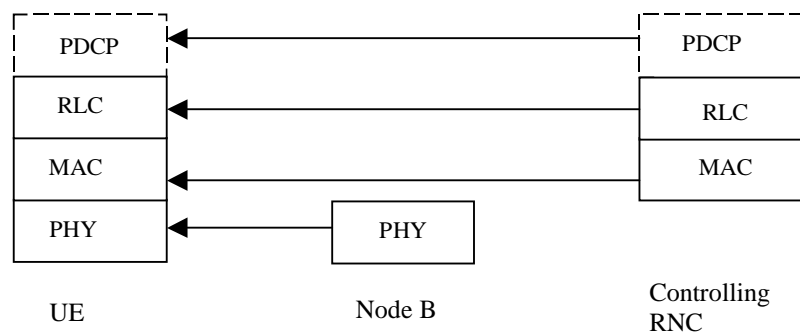 PDCP PDCP
RLC RLC
MAC MAC
PHY PHY
UE Node B Controlling
RNC